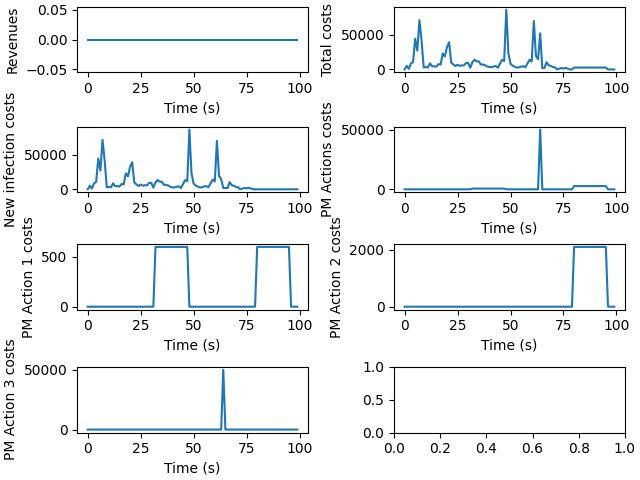 Revenues
0.05
0.00
−0.05
0 25 50 75 100
Time (s)
Total costs
50000
0
0 25 50 75 100
Time (s)
New infection costs
50000
0
0 25 50 75 100
Time (s)
PM Actions costs
50000
0
0 25 50 75 100
Time (s)
PM Action 1 costs
500
0
0 25 50 75 100
Time (s)
PM Action 2 costs
2000
0
0 25 50 75 100
Time (s)
PM Action 3 costs
50000
0
0 25 50 75 100
Time (s)
1.0
0.5
0.0
0.0 0.2 0.4 0.6 0.8 1.0